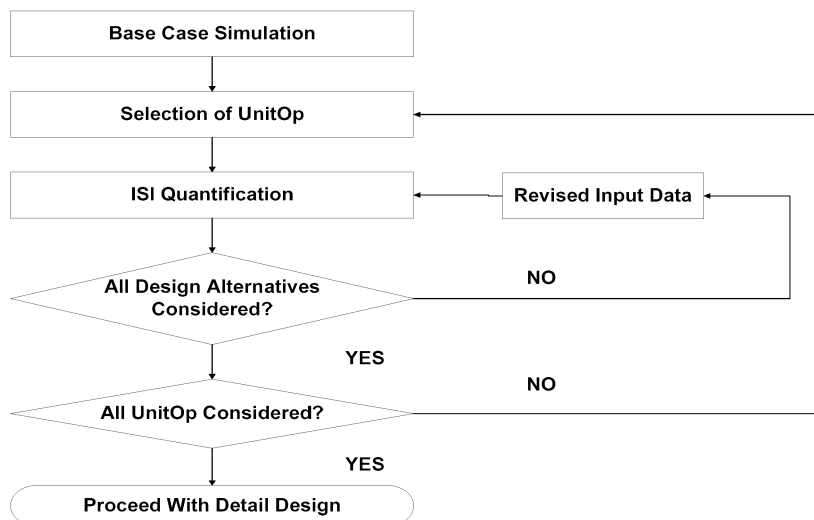 Base Case Simulation
Selection of UnitOp
ISI Quantification
Revised Input Data
All Design Alternatives
Considered?
NO
YES
NO
All UnitOp Considered?
YES
Proceed With Detail Design